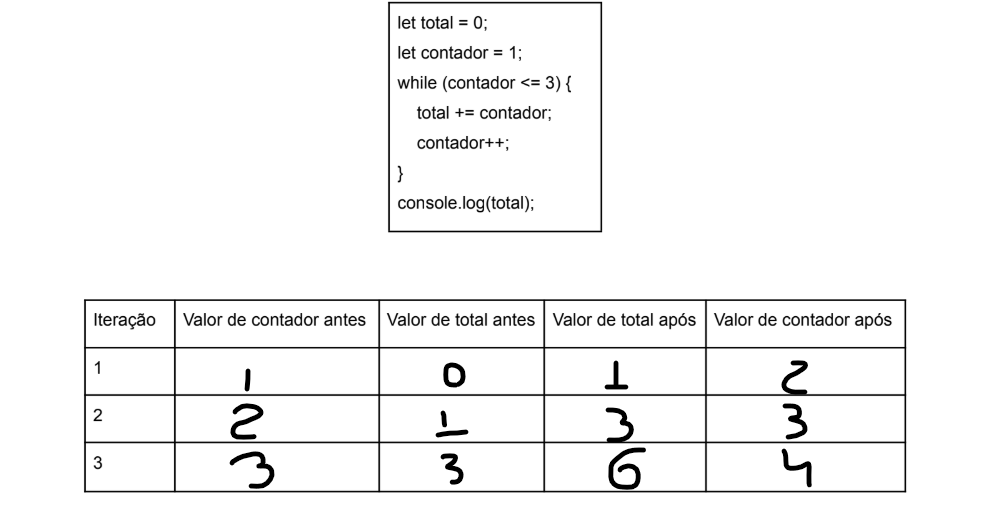 let total = 0;
let contador = 1;
while (contador <= 3) {
total += contador;
contador++;
}
console.log(total);
Iteração Valor de contador antes Valor de total antes Valor de total após Valor de contador após
1 1 0 1 2
2 2 1 3 3
3 3 3 6 4